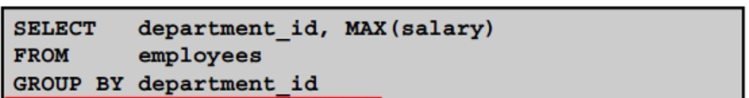 SELECT   department_id, MAX(salary)
FROM     employees
GROUP BY department_id